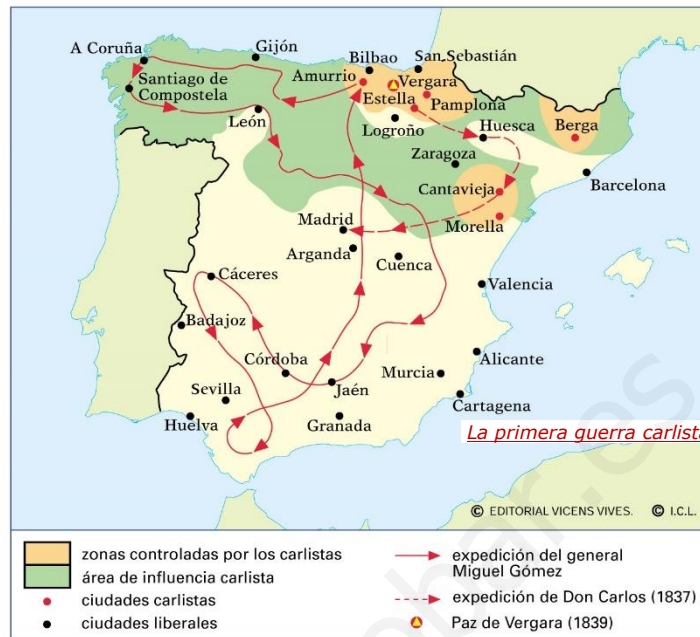 A Coruña
Gijón
Bilbao
San Sebastián
Amurrio
Vergara
Santiago de
Compostela
Estella
Pamplona
León
Logroño
Huesca
Berga
Zaragoza
Barcelona
Cantavieja
Madrid
Morella
Arganda
Cuenca
Cáceres
Valencia
Badajoz
Córdoba
Alicante
Sevilla
Jaén
Murcia
Huelva
Granada
Cartagena
La primera guerra carlista
© EDITORIAL VICENS VIVES. © I.C.L.
zonas controladas por los carlistas
área de influencia carlista
ciudades carlistas
ciudades liberales
expedición del general
Miguel Gómez
expedición de Don Carlos (1837)
Paz de Vergara (1839)